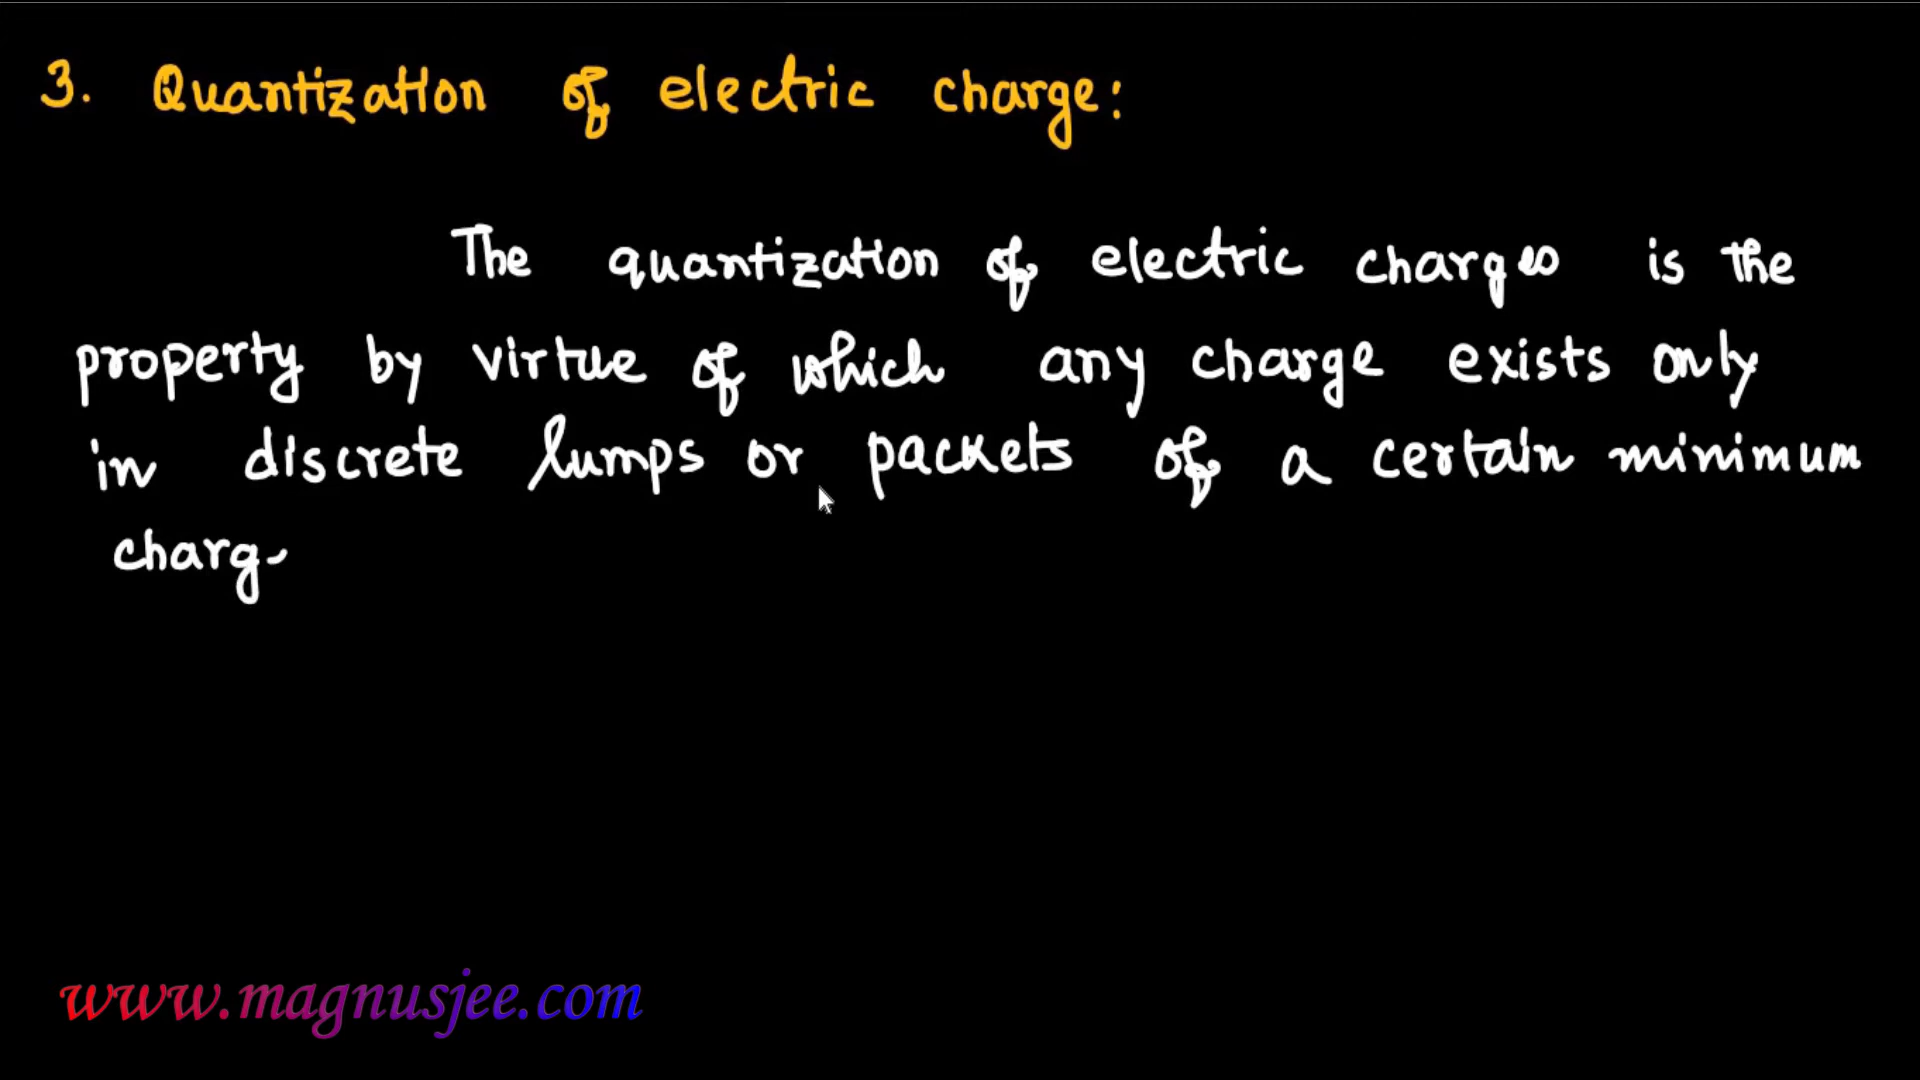 3. Quantization of electric charge:
The quantization of electric charges is the
property by virtue of which any charge exists only
in discrete lumps or packets of a certain minimum
charg
www.magnusjee.com